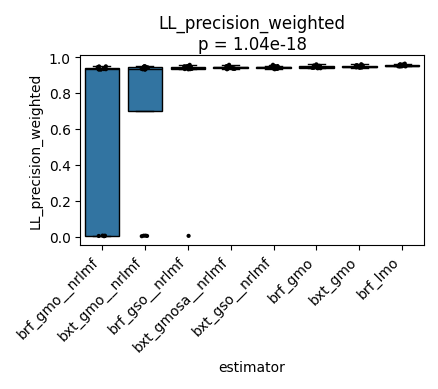 LL_precision_weighted
p = 1.04e-18
LL_precision_weighted
1.0
0.8
0.6
0.4
0.2
0.0
brf_gmo__nrlmf
bxt_gmo__nrlmf
brf_gso__nrlmf
bxt_gmosa__nrlmf
bxt_gso__nrlmf
brf_gmo
bxt_gmo
brf_lmo
estimator